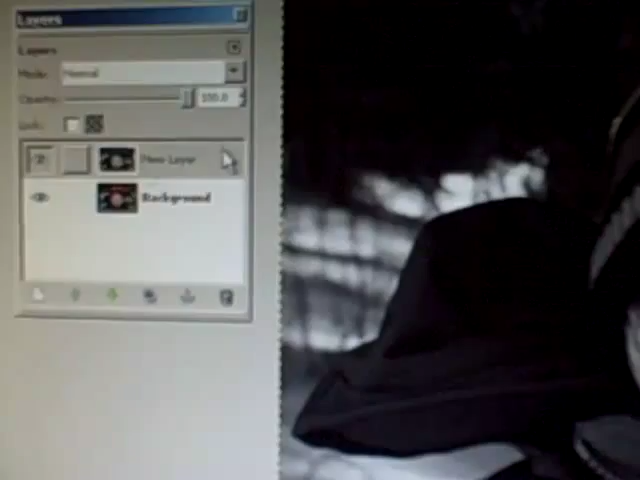 Layers
Layers
Mode: Normal
Opacity: 100.0
Lock:
New Layer
Background